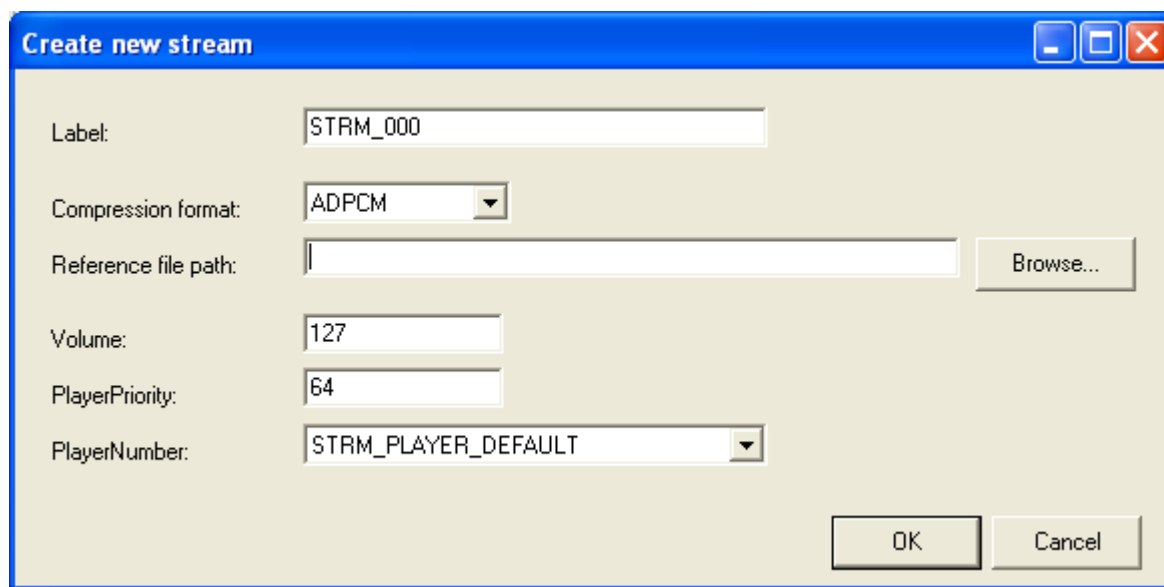 Create new stream
Label: STRM_000
Compression format: ADPCM
Reference file path: Browse...
Volume: 127
PlayerPriority: 64
PlayerNumber: STRM_PLAYER_DEFAULT
OK Cancel